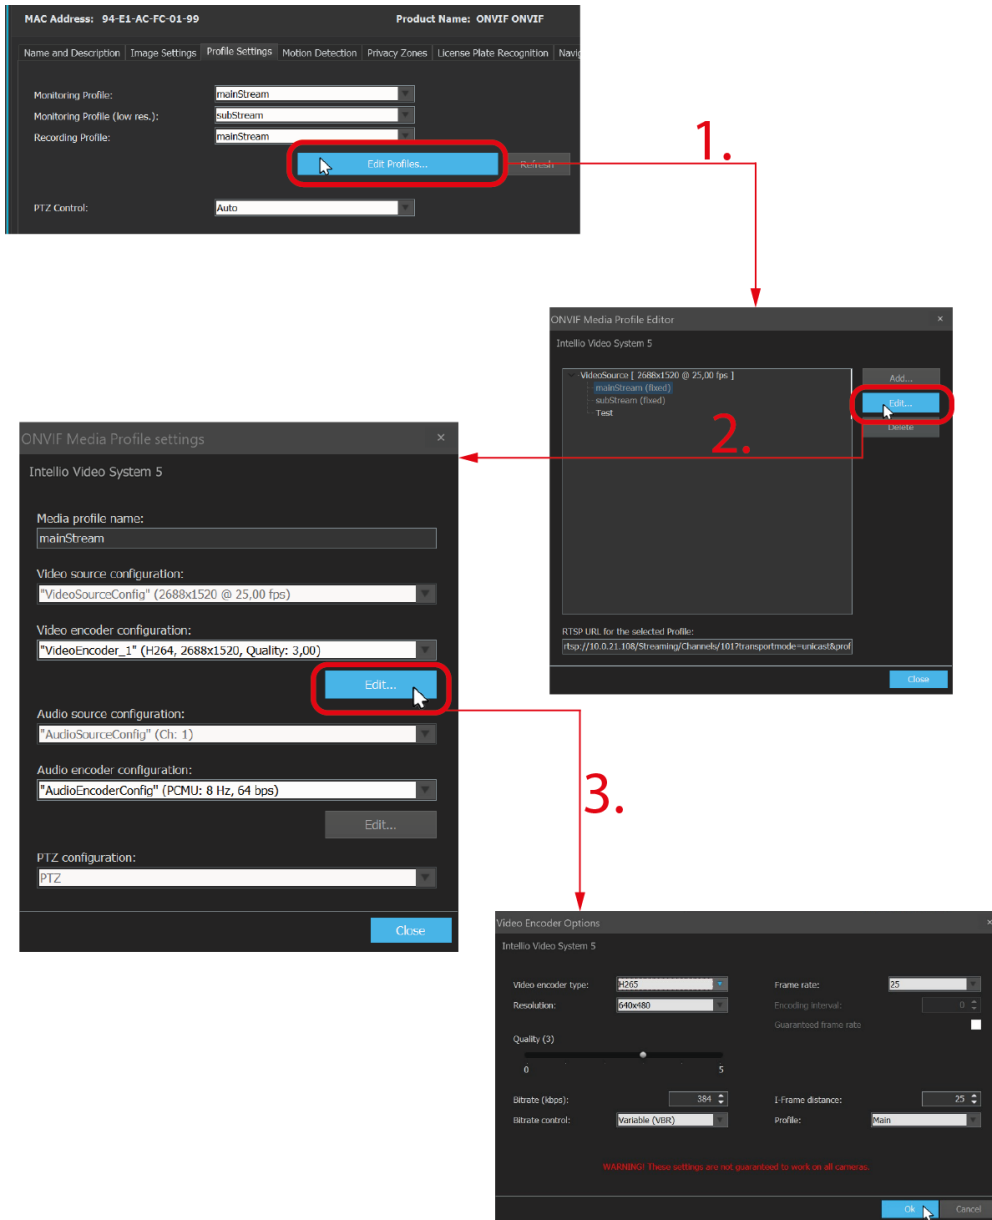 MAC Address: 94-E1-AC-FC-01-99 Product Name: ONVIF ONVIF
Name and Description Image Settings Profile Settings Motion Detection Privacy Zones License Plate Recognition Navig
Monitoring Profile: mainStream
Monitoring Profile (low res.): subStream
Recording Profile: mainStream
Edit Profiles... Refresh
PTZ Control: Auto
1.
ONVIF Media Profile Editor ×
Intellio Video System 5
VideoSource [ 2688x1520 @ 25,00 fps ]
mainStream (fixed)
subStream (fixed)
Test
Add...
Edit...
Delete
RTSP URL for the selected Profile:
rtsp://10.0.21.108/Streaming/Channels/101?transportmode=unicast&prof
Close
2.
ONVIF Media Profile settings ×
Intellio Video System 5
Media profile name:
mainStream
Video source configuration:
"VideoSourceConfig" (2688x1520 @ 25,00 fps)
Video encoder configuration:
"VideoEncoder_1" (H264, 2688x1520, Quality: 3,00)
Edit...
Audio source configuration:
"AudioSourceConfig" (Ch: 1)
Audio encoder configuration:
"AudioEncoderConfig" (PCMU: 8 Hz, 64 bps)
Edit...
PTZ configuration:
PTZ
Close
3.
Video Encoder Options ×
Intellio Video System 5
Video encoder type: H265 Frame rate: 25
Resolution: 640x480 Encoding interval: 0
Guaranteed frame rate
Quality (3)
0 5
Bitrate (kbps): 384 I-Frame distance: 25
Bitrate control: Variable (VBR) Profile: Main
WARNING! These settings are not guaranteed to work on all cameras.
Ok Cancel